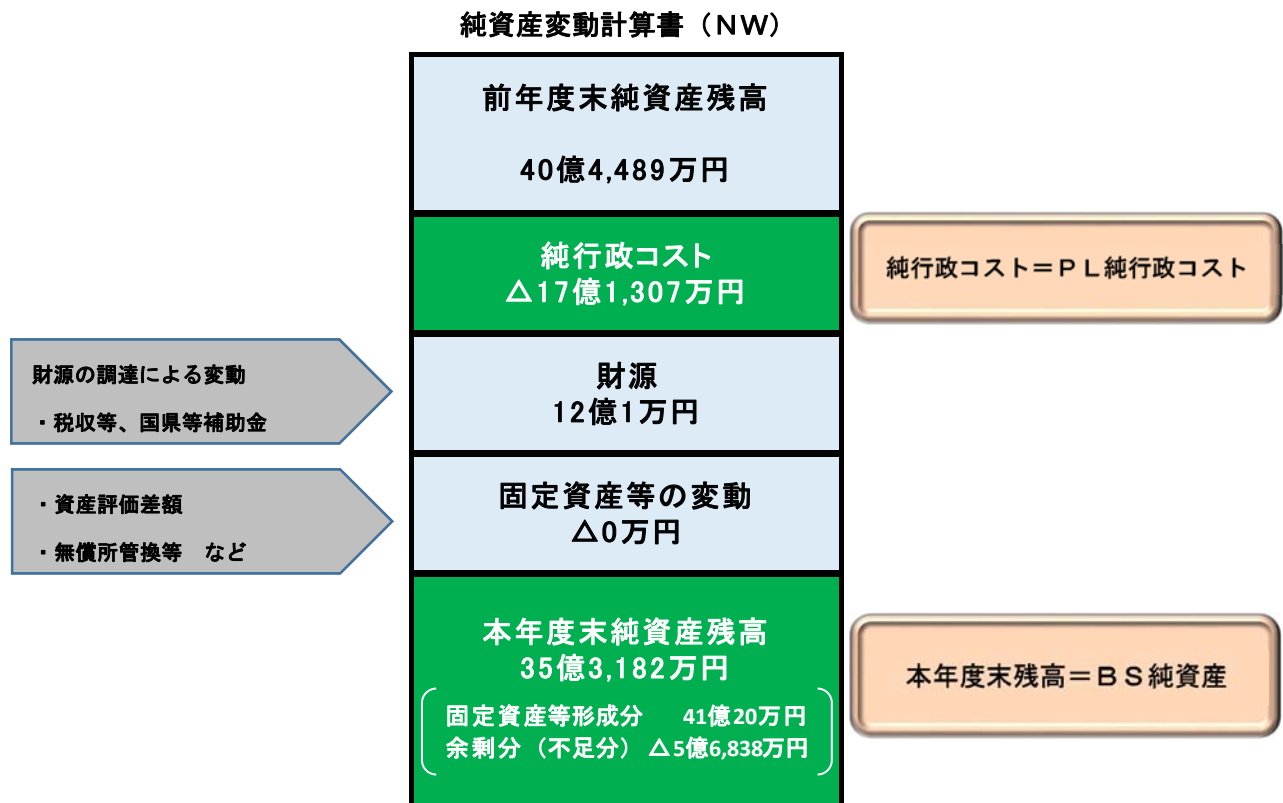 純資産変動計算書（ＮＷ）
前年度末純資産残高
40億4,489万円
純行政コスト
△17億1,307万円
純行政コスト＝ＰＬ純行政コスト
財源の調達による変動
・税収等、国県等補助金
財源
12億1万円
・資産評価差額
・無償所管換等　など
固定資産等の変動
△0万円
本年度末純資産残高
35億3,182万円
固定資産等形成分　41億20万円
余剰分（不足分）△5億6,838万円
本年度末残高＝ＢＳ純資産